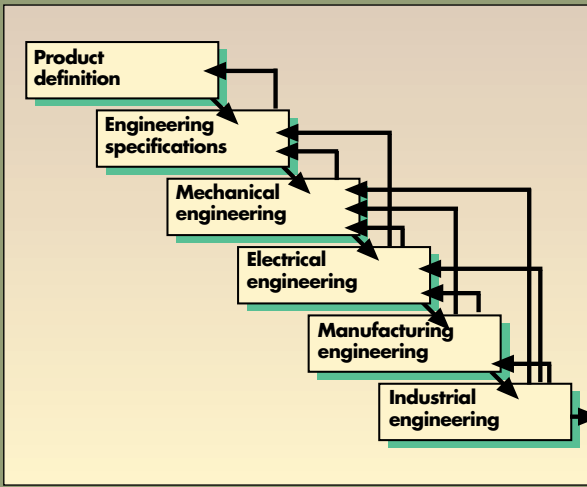 Product
definition
Engineering
specifications
Mechanical
engineering
Electrical
engineering
Manufacturing
engineering
Industrial
engineering